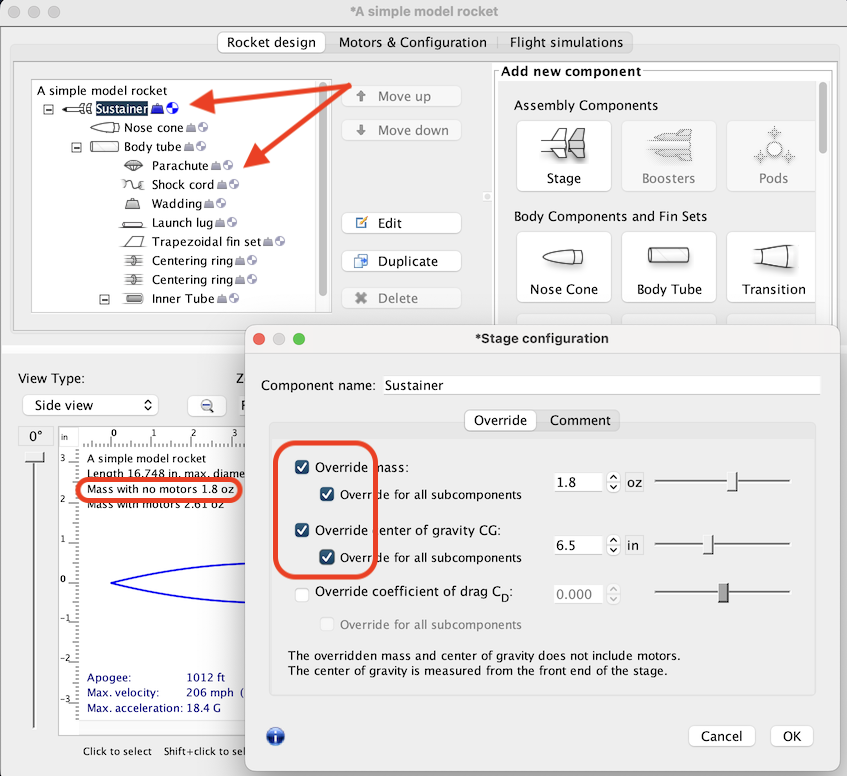 *A simple model rocket
Rocket design Motors & Configuration Flight simulations
A simple model rocket
Sustainer
Nose cone
Body tube
Parachute
Shock cord
Wadding
Launch lug
Trapezoidal fin set
Centering ring
Centering ring
Inner Tube
Move up
Move down
Edit
Duplicate
Delete
Add new component
Assembly Components
Stage Boosters Pods
Body Components and Fin Sets
Nose Cone Body Tube Transition
View Type:
Side view
0°
in 0 1 2 3
3
2
1
0
-1
-2
-3
A simple model rocket
Length 16.748 in, max. diame
Mass with no motors 1.8 oz
Mass with motors 2.61 oz
Apogee: 1012 ft
Max. velocity: 206 mph (
Max. acceleration: 18.4 G
Click to select Shift+click to sel
*Stage configuration
Component name: Sustainer
Override Comment
Override mass: 1.8 oz
Override for all subcomponents
Override center of gravity CG: 6.5 in
Override for all subcomponents
Override coefficient of drag CD: 0.000
Override for all subcomponents
The overridden mass and center of gravity does not include motors.
The center of gravity is measured from the front end of the stage.
Cancel OK